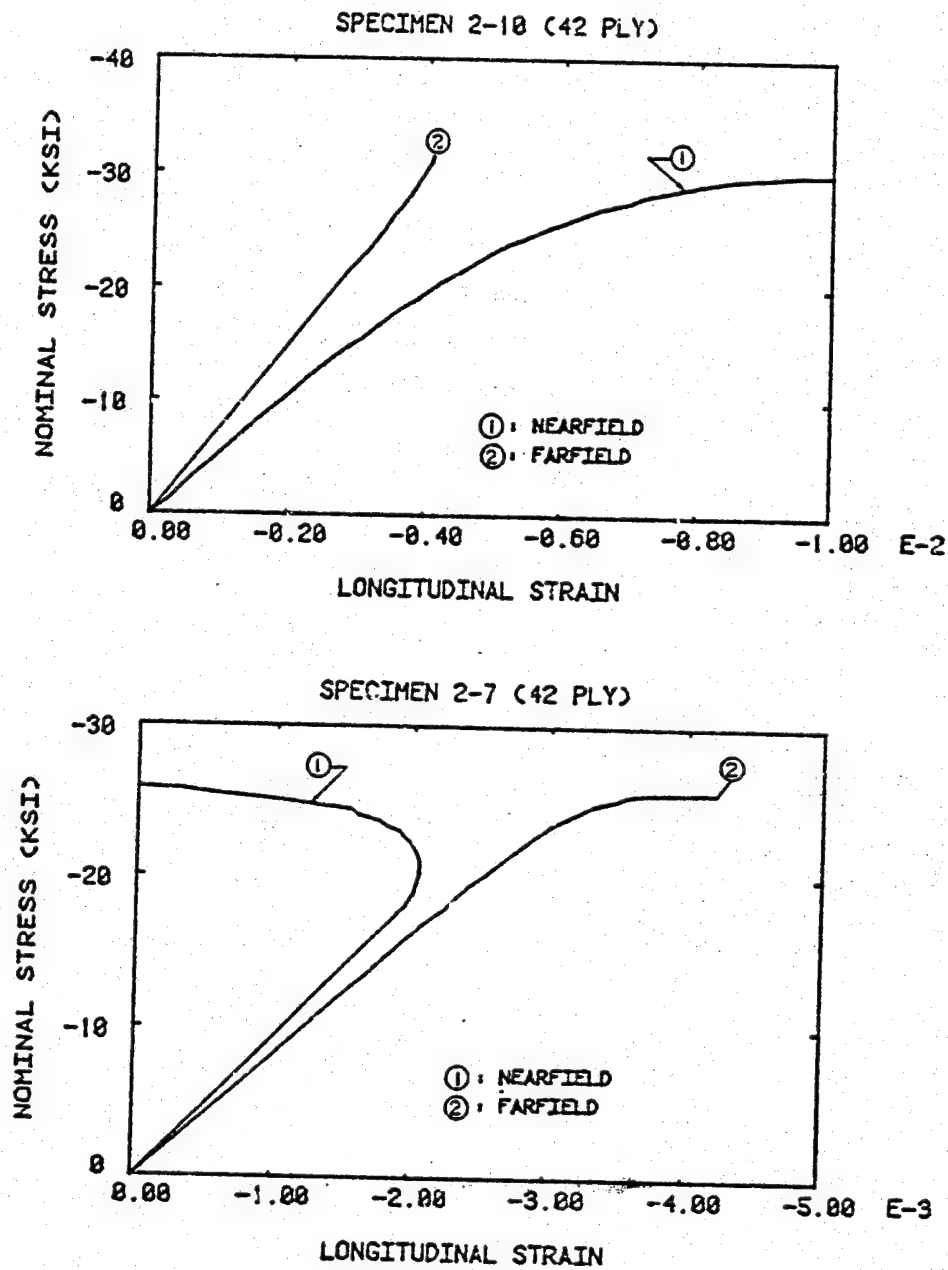 SPECIMEN 2-10 (42 PLY)
-40
-30
-20
-10
0
NOMINAL STRESS (KSI)
②
①
①: NEARFIELD
②: FARFIELD
0.00 -0.20 -0.40 -0.60 -0.80 -1.00 E-2
LONGITUDINAL STRAIN
SPECIMEN 2-7 (42 PLY)
-30
-20
-10
0
NOMINAL STRESS (KSI)
①
②
①: NEARFIELD
②: FARFIELD
0.00 -1.00 -2.00 -3.00 -4.00 -5.00 E-3
LONGITUDINAL STRAIN